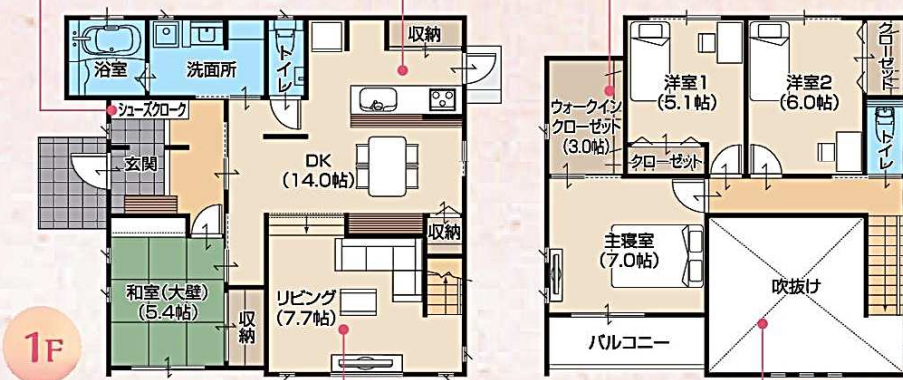 浴室
洗面所
トイレ
収納
シューズクローク
玄関
DK
(14.0帖)
収納
和室(大壁)
(5.4帖)
収納
リビング
(7.7帖)
1F
洋室1
(5.1帖)
洋室2
(6.0帖)
クローゼット
ウォークイン
クローゼット
(3.0帖)
クローゼット
トイレ
主寝室
(7.0帖)
吹抜け
バルコニー